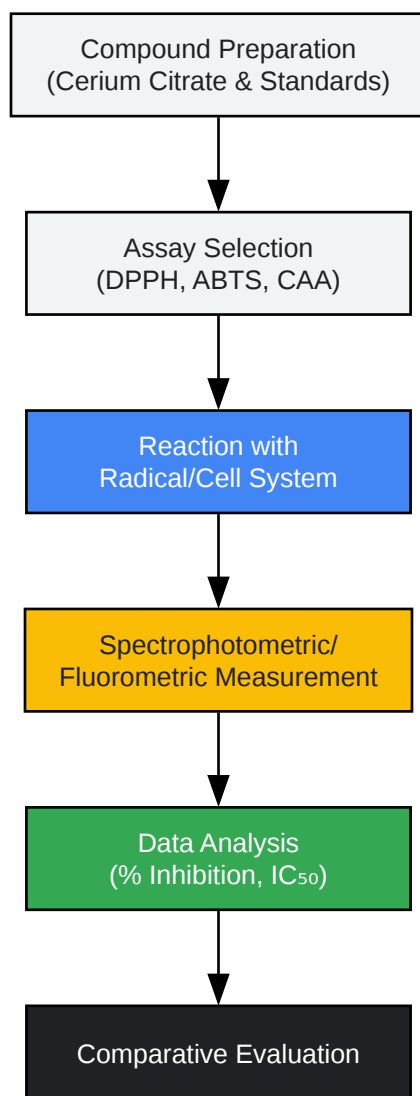 Compound Preparation
(Cerium Citrate & Standards)
Assay Selection
(DPPH, ABTS, CAA)
Reaction with
Radical/Cell System
Spectrophotometric/
Fluorometric Measurement
Data Analysis
(% Inhibition, IC₅₀)
Comparative Evaluation